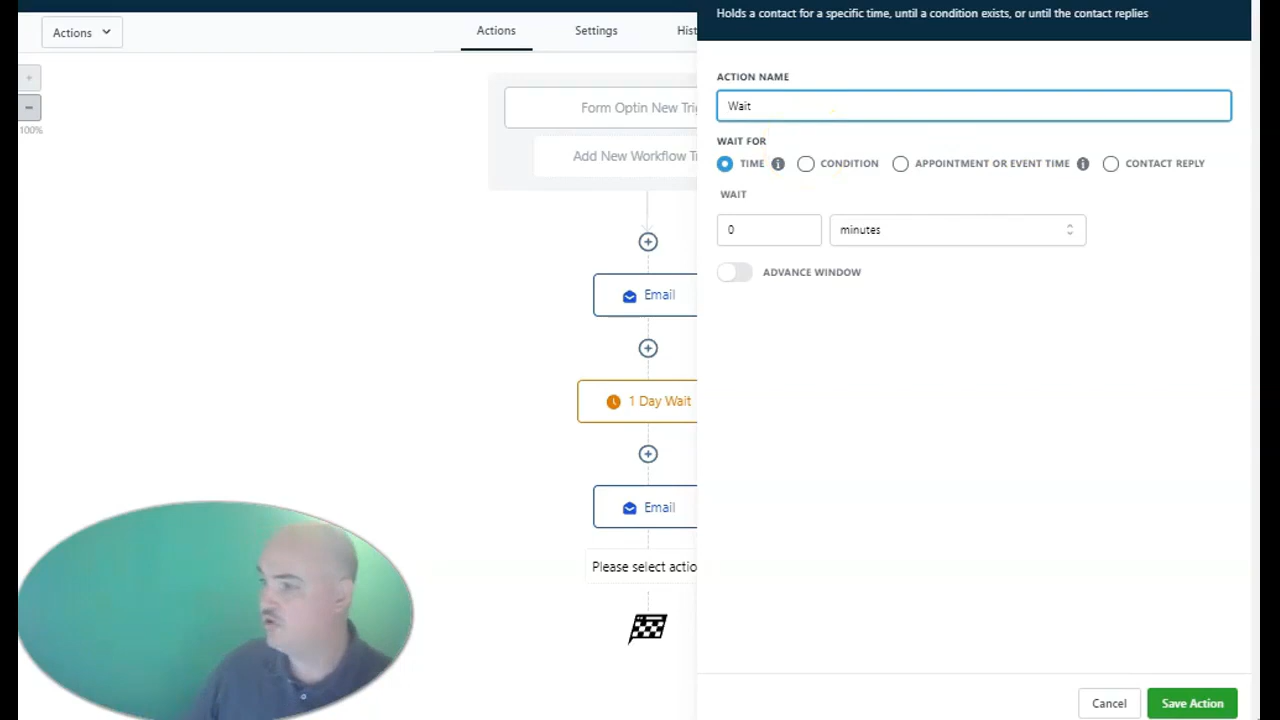 Holds a contact for a specific time, until a condition exists, or until the contact replies
Actions
Actions
Settings
Hist
100%
Form Optin New Trig
Add New Workflow Tr
Email
1 Day Wait
Email
Please select actio
ACTION NAME
Wait
WAIT FOR
TIME CONDITION APPOINTMENT OR EVENT TIME CONTACT REPLY
WAIT
0 minutes
ADVANCE WINDOW
Cancel
Save Action